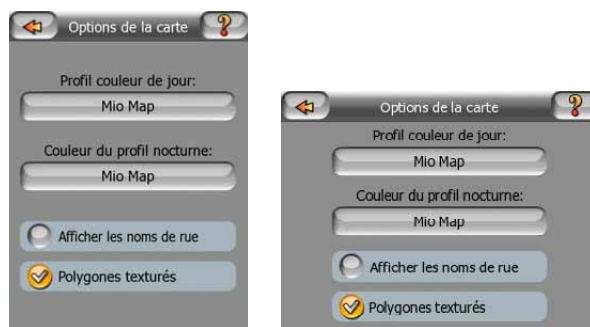 Options de la carte
Profil couleur de jour:
Mio Map
Couleur du profil nocturne:
Mio Map
Afficher les noms de rue
Polygones texturés
Options de la carte
Profil couleur de jour:
Mio Map
Couleur du profil nocturne:
Mio Map
Afficher les noms de rue
Polygones texturés